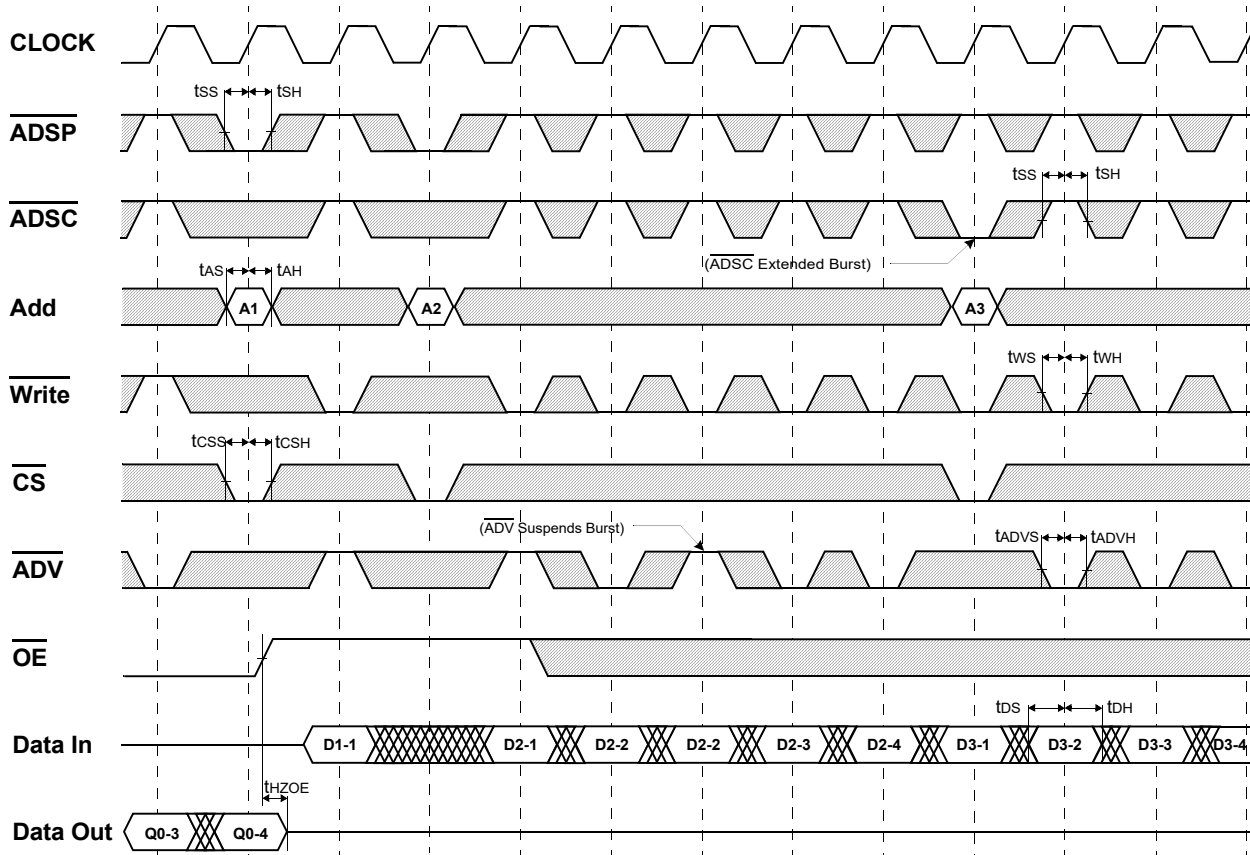 CLOCK
tSS tSH
ADSP
tSS tSH
ADSC
(ADSC Extended Burst)
tAS tAH
Add A1 A2 A3
tWS tWH
Write
tCSS tCSH
CS
(ADV Suspends Burst)
tADVS tADVH
ADV
OE
tDS tDH
Data In D1-1 D2-1 D2-2 D2-2 D2-3 D2-4 D3-1 D3-2 D3-3 D3-4
tHZOE
Data Out Q0-3 Q0-4